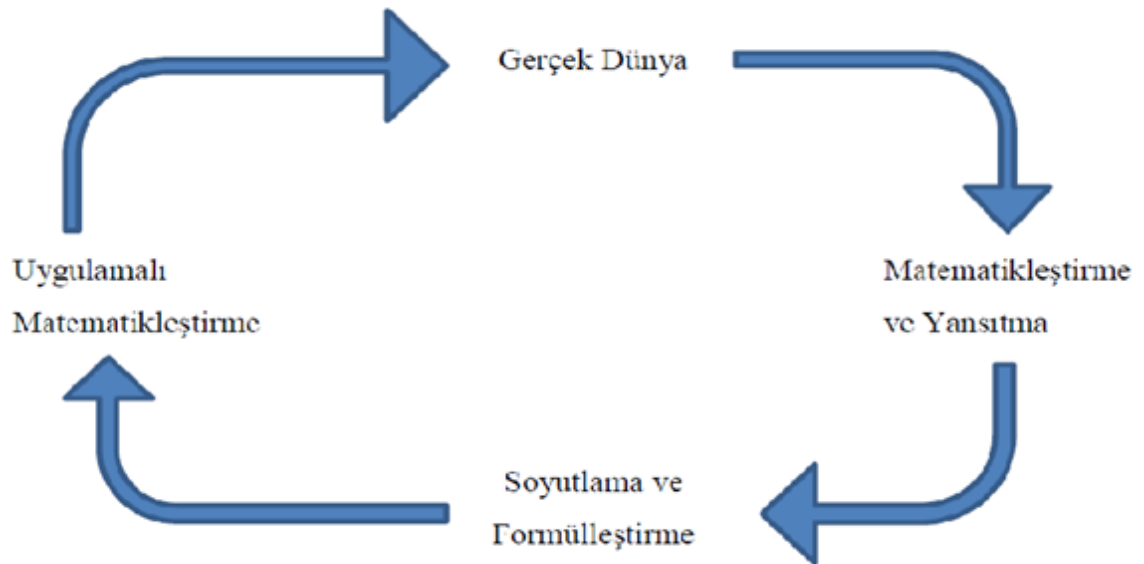 Gerçek Dünya
Matematikleştirme
ve Yansıtma
Soyutlama ve
Formülleştirme
Uygulamalı
Matematikleştirme